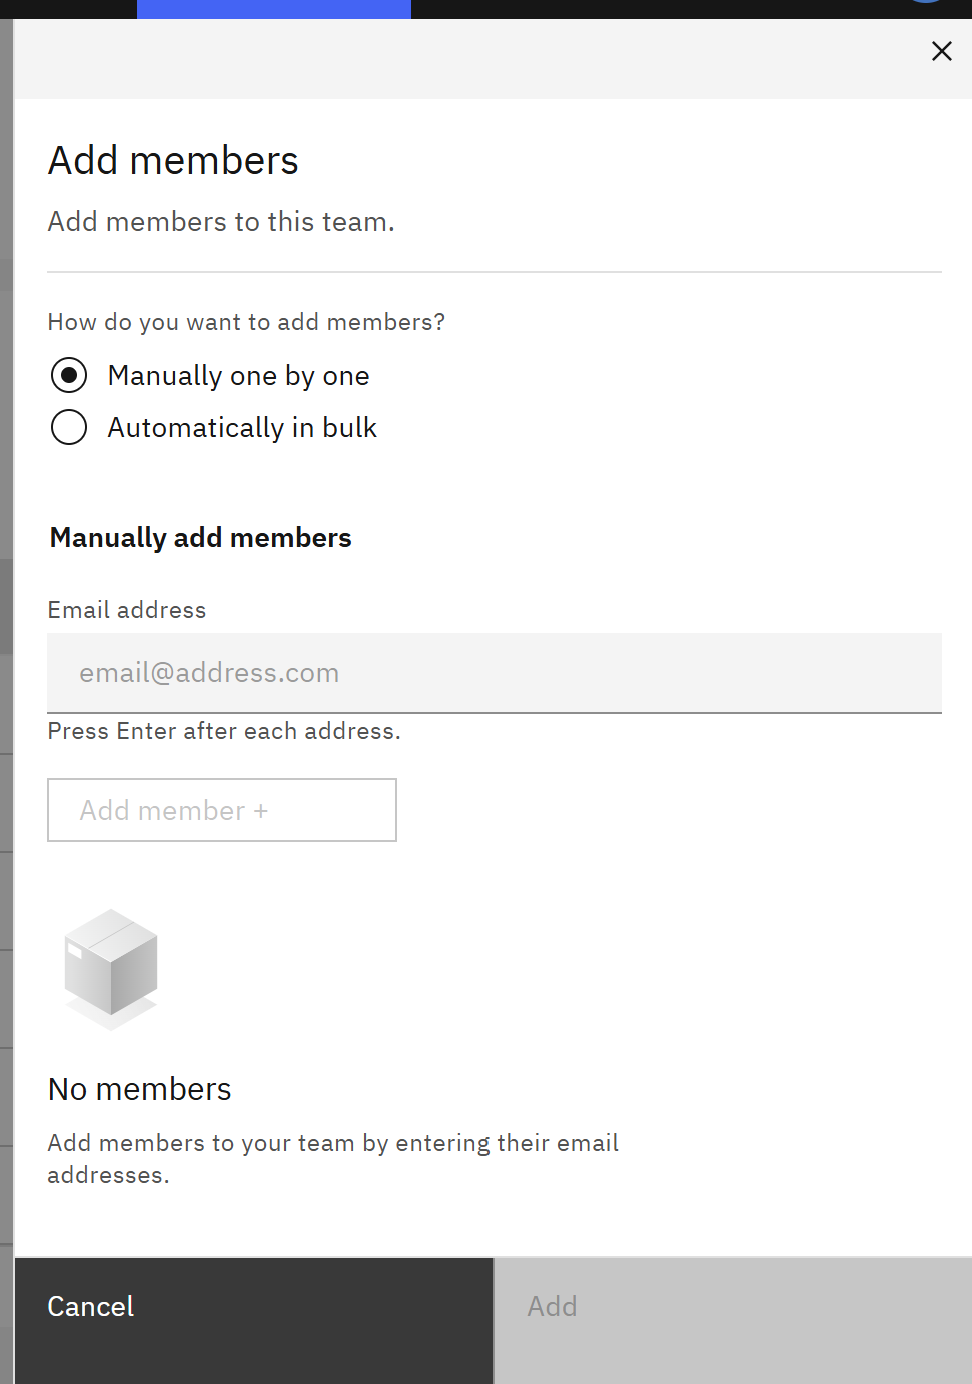 Add members
Add members to this team.
How do you want to add members?
Manually one by one
Automatically in bulk
Manually add members
Email address
email@address.com
Press Enter after each address.
Add member +
No members
Add members to your team by entering their email
addresses.
Cancel
Add